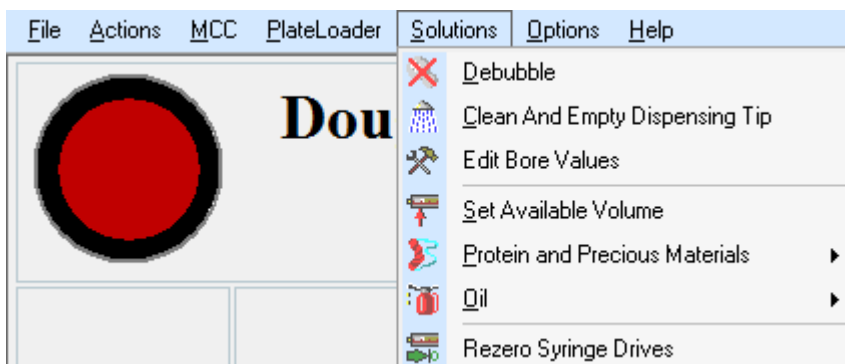 File Actions MCC PlateLoader Solutions Options Help
Debubble
Dou
Clean And Empty Dispensing Tip
Edit Bore Values
Set Available Volume
Protein and Precious Materials
Oil
Rezero Syringe Drives